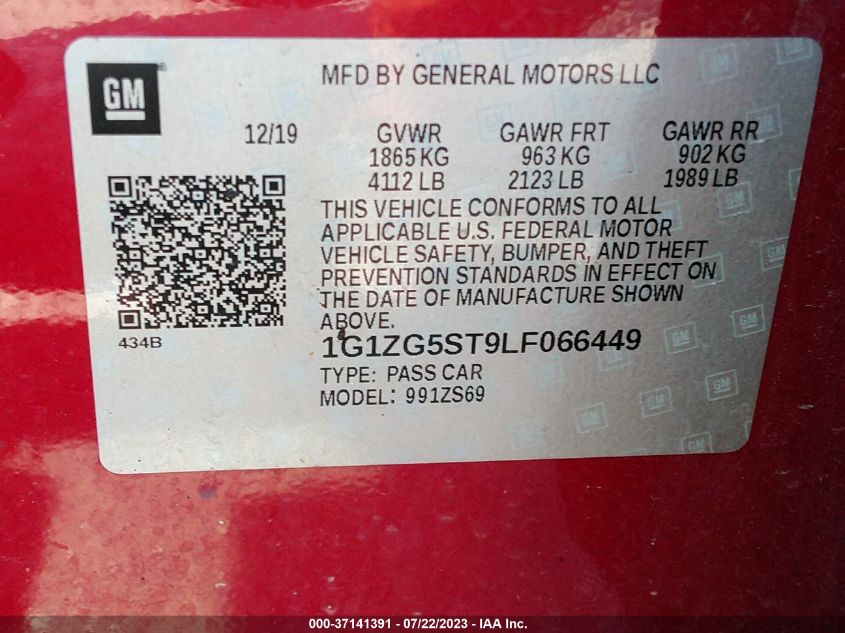 GM
®
MFD BY GENERAL MOTORS LLC
12/19 GVWR GAWR FRT GAWR RR
1865 KG 963 KG 902 KG
4112 LB 2123 LB 1989 LB
THIS VEHICLE CONFORMS TO ALL
APPLICABLE U.S. FEDERAL MOTOR
VEHICLE SAFETY, BUMPER, AND THEFT
PREVENTION STANDARDS IN EFFECT ON
THE DATE OF MANUFACTURE SHOWN
ABOVE.
434B
1G1ZG5ST9LF066449
TYPE: PASS CAR
MODEL: 991ZS69
000-37141391 - 07/22/2023 - IAA Inc.